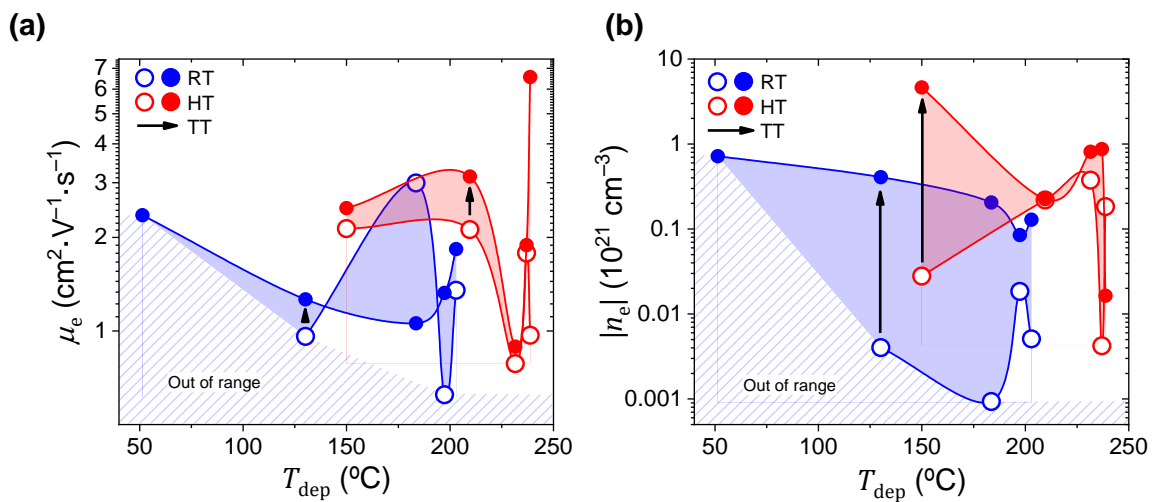 (a)
7
6
5
4
3
2
1
μe (cm²·V⁻¹·s⁻¹)
RT
HT
TT
Out of range
50 100 150 200 250
Tdep (ºC)
(b)
10
1
0.1
0.01
0.001
|ne| (10²¹ cm⁻³)
RT
HT
TT
Out of range
50 100 150 200 250
Tdep (ºC)